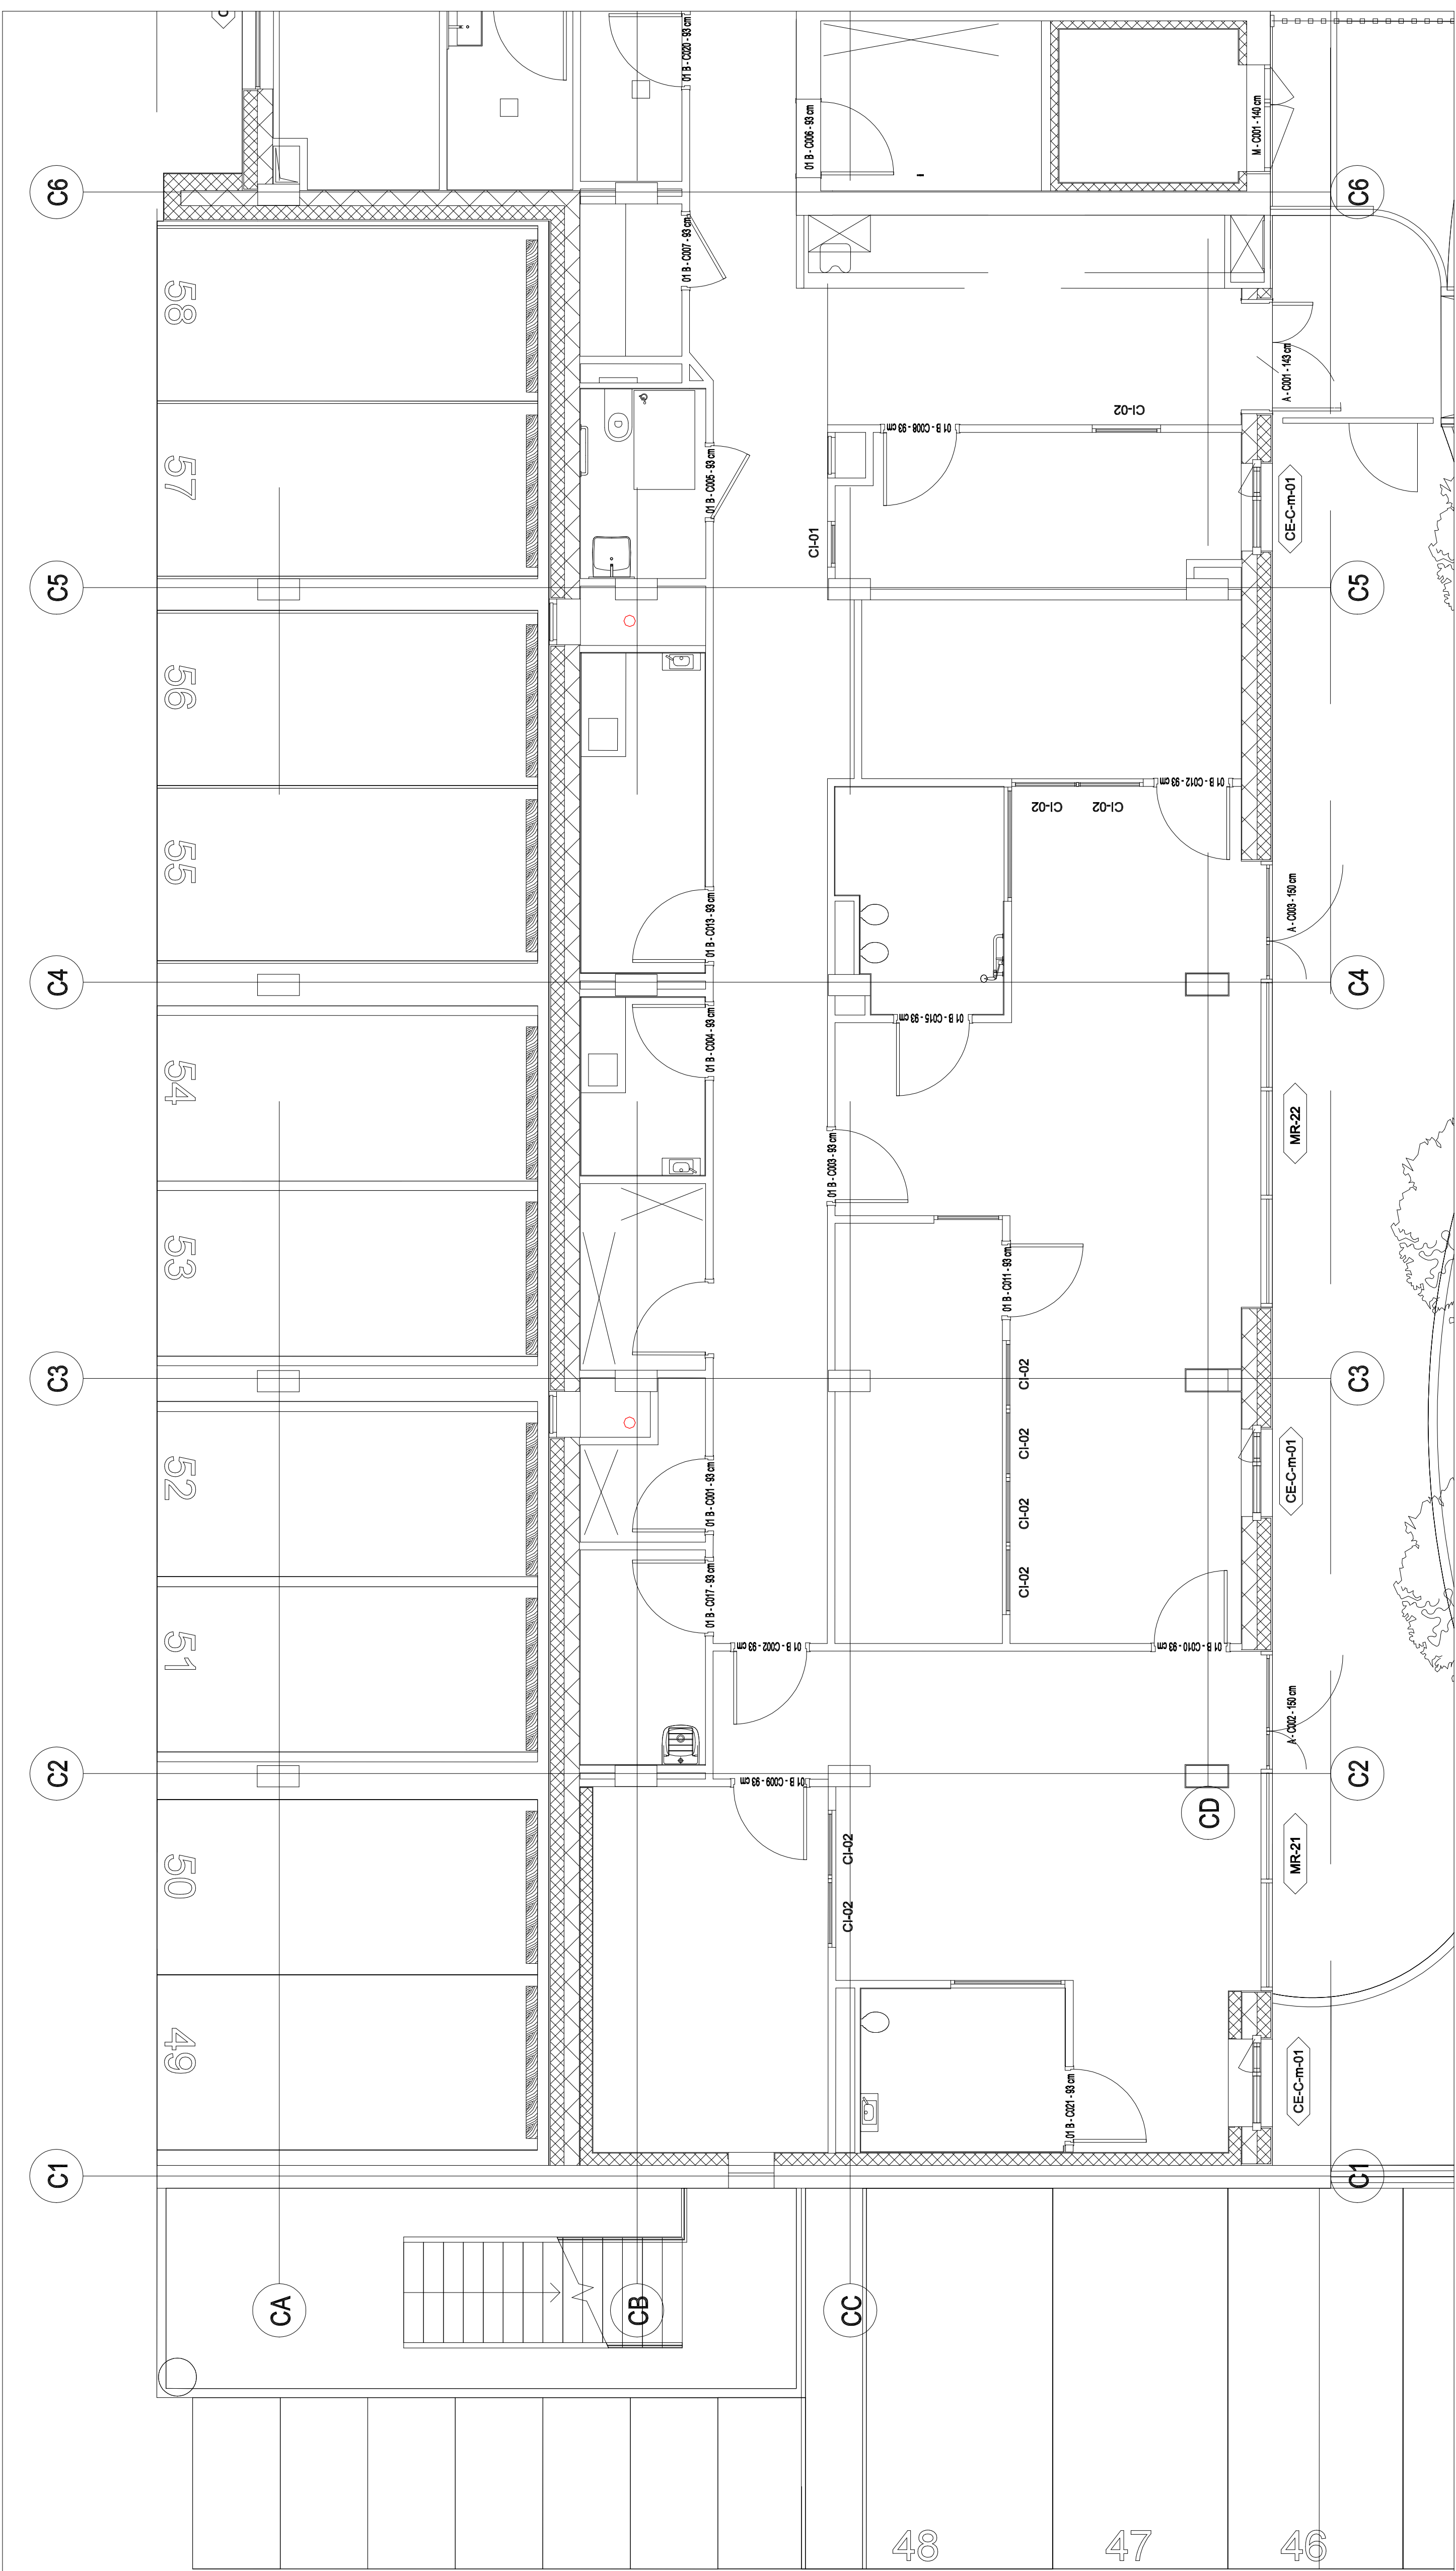 C
01 B - C020 - 93 cm
01 B - C006 - 93 cm
M - C001 - 140 cm
C6
C6
58
01 B - C007 - 93 cm
A - C001 - 143 cm
57
01 B - C005 - 93 cm
01 B - C008 - 93 cm
CI-02
CI-01
CE-C-m-01
C5
C5
56
01 B - C012 - 93 cm
CI-02
CI-02
55
01 B - C013 - 93 cm
A - C003 - 150 cm
C4
C4
54
01 B - C004 - 93 cm
01 B - C015 - 93 cm
MR-22
01 B - C003 - 93 cm
53
01 B - C011 - 93 cm
C3
CI-02
C3
52
01 B - C001 - 93 cm
CI-02
CI-02
CI-02
CE-C-m-01
51
01 B - C017 - 93 cm
01 B - C002 - 93
01 B - C010 - 93 cm
A - C002 - 150 cm
C2
C2
01 B - C009 - 93
CD
50
CI-02
CI-02
MR-21
49
01 B - C021 - 93 cm
CE-C-m-01
C1
C1
CA
CB
CC
48
47
46